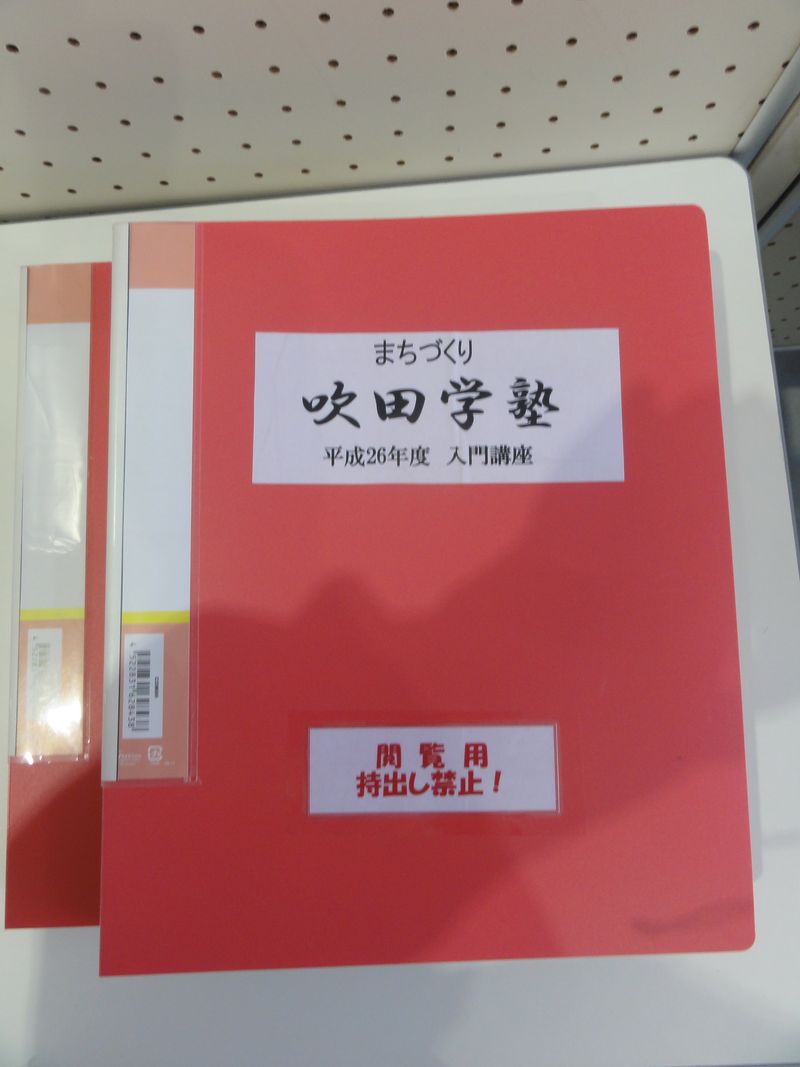 まちづくり
吹田学塾
平成26年度 入門講座
閲覧用
持出し禁止！
4522831628438